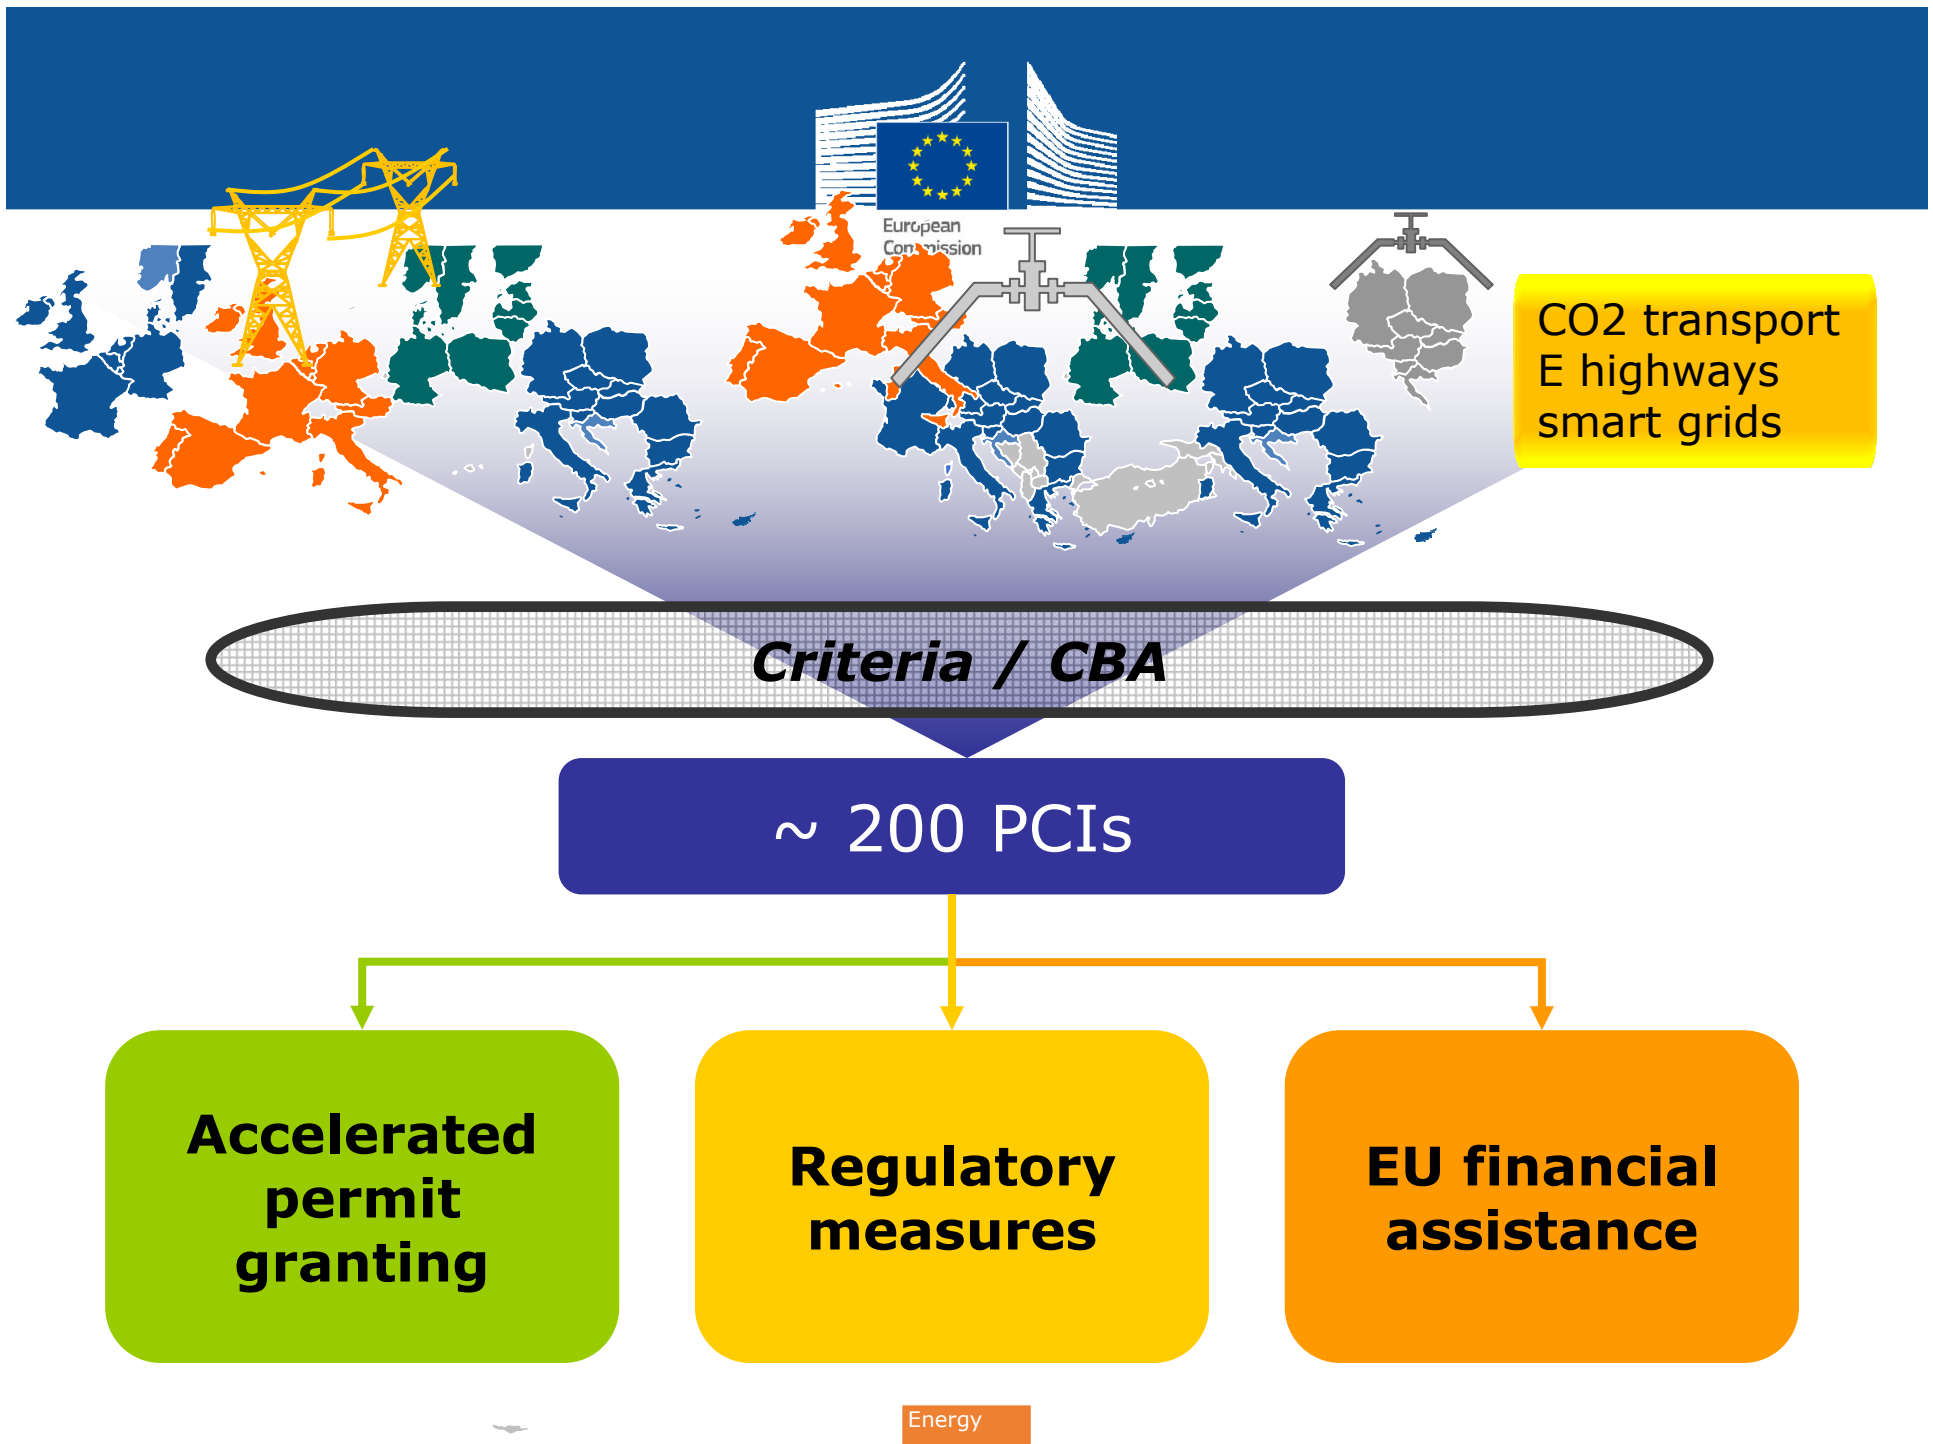 European
Commission
CO2 transport
E highways
smart grids
Criteria / CBA
~ 200 PCIs
Accelerated
permit
granting
Regulatory
measures
EU financial
assistance
Energy